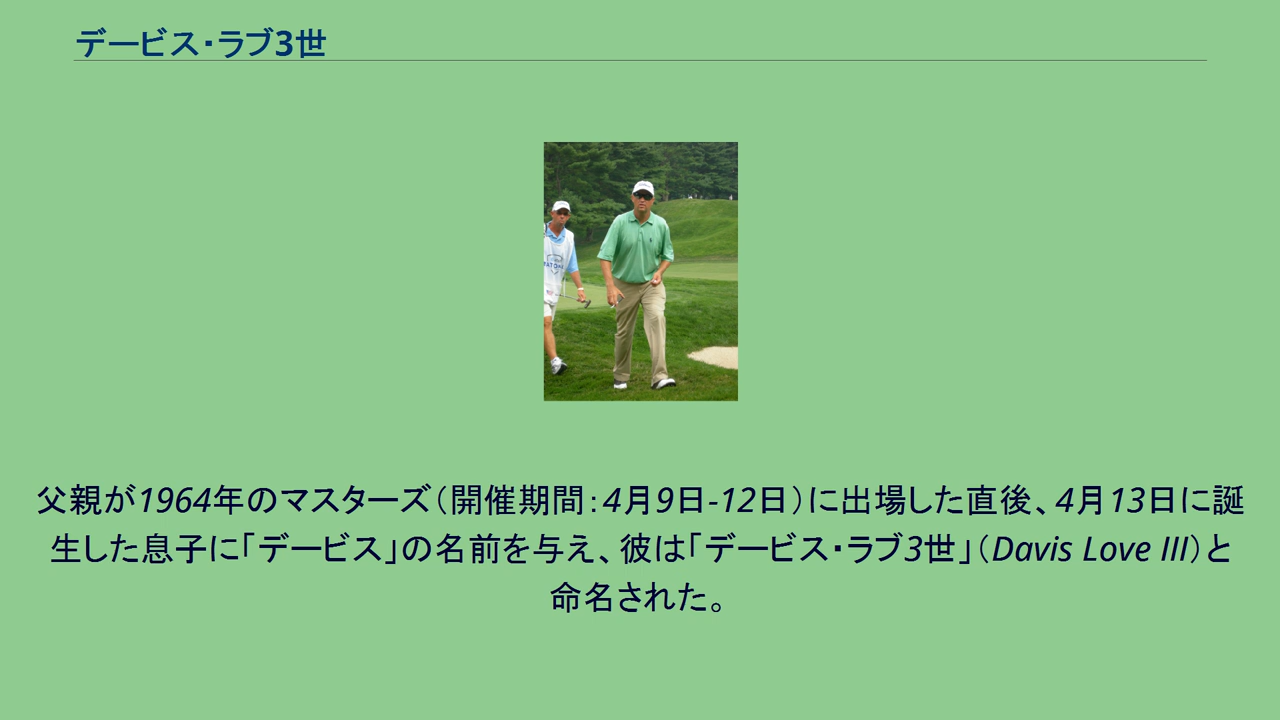 デービス・ラブ3世
父親が1964年のマスターズ（開催期間：4月9日-12日）に出場した直後、4月13日に誕
生した息子に「デービス」の名前を与え、彼は「デービス・ラブ3世」（Davis Love III）と
命名された。